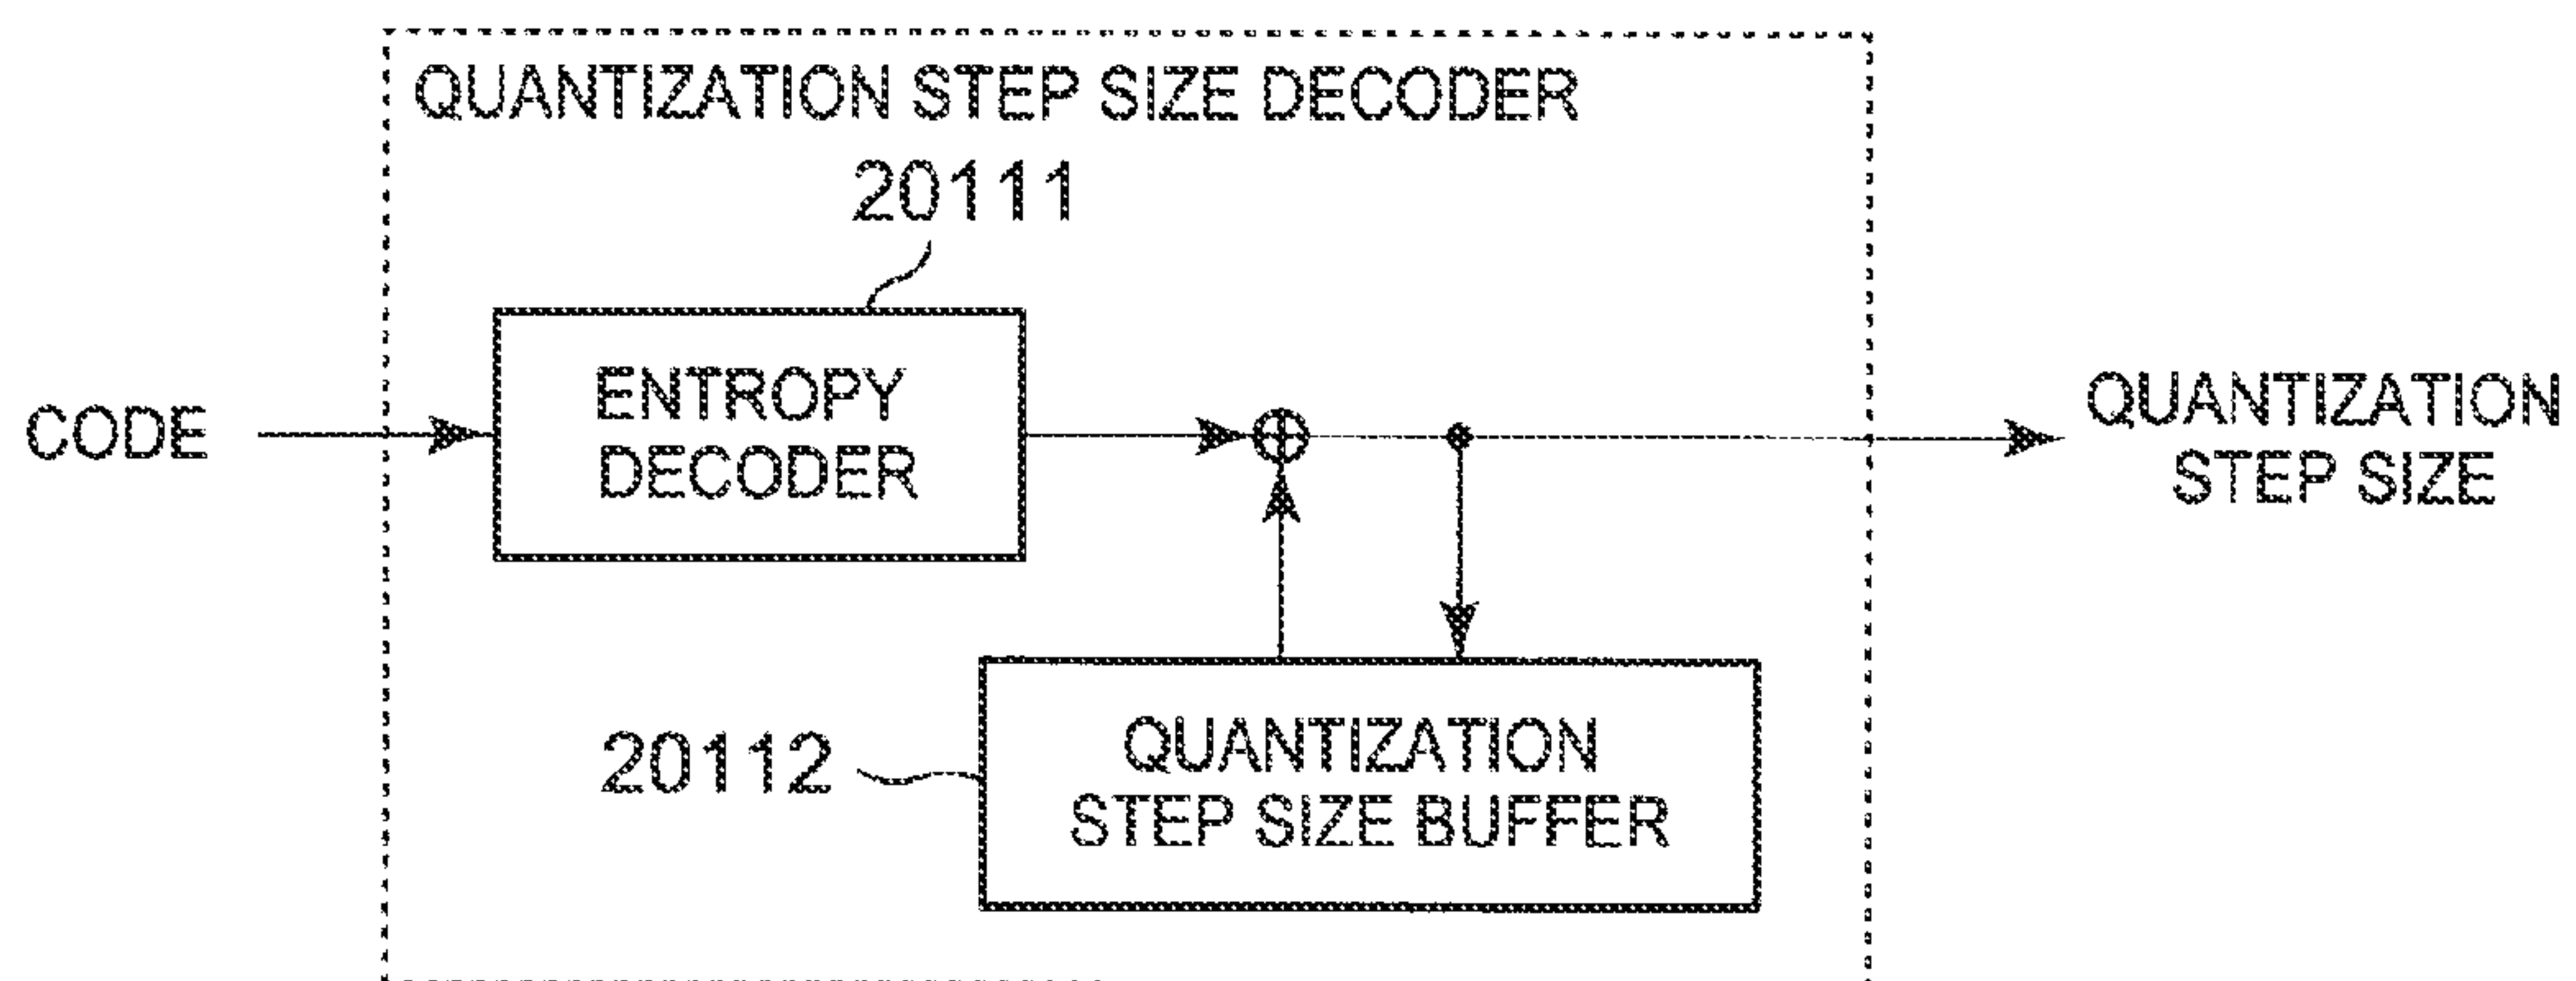 QUANTIZATION STEP SIZE DECODER
20111
ENTROPY
DECODER
CODE
QUANTIZATION
STEP SIZE
20112
QUANTIZATION
STEP SIZE BUFFER